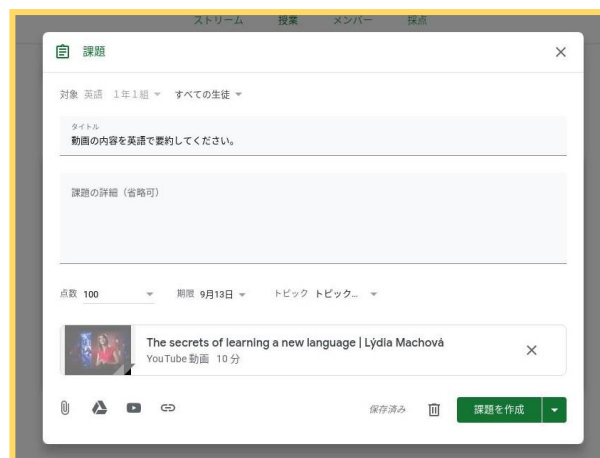 ストリーム 授業 メンバー 採点
課題
対象 英語 1年1組 すべての生徒
タイトル
動画の内容を英語で要約してください。
課題の詳細（省略可）
点数 100 期限 9月13日 トピック トピック...
The secrets of learning a new language | Lýdia Machová
YouTube 動画 10 分
保存済み 課題を作成